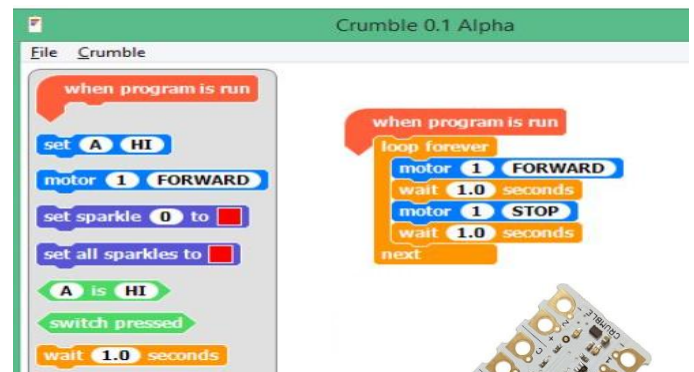 Crumble 0.1 Alpha
File Crumble
when program is run
set A HI
motor 1 FORWARD
set sparkle 0 to
set all sparkles to
A is HI
switch pressed
wait 1.0 seconds
when program is run
loop forever
motor 1 FORWARD
wait 1.0 seconds
motor 1 STOP
wait 1.0 seconds
next
CRUMBLE